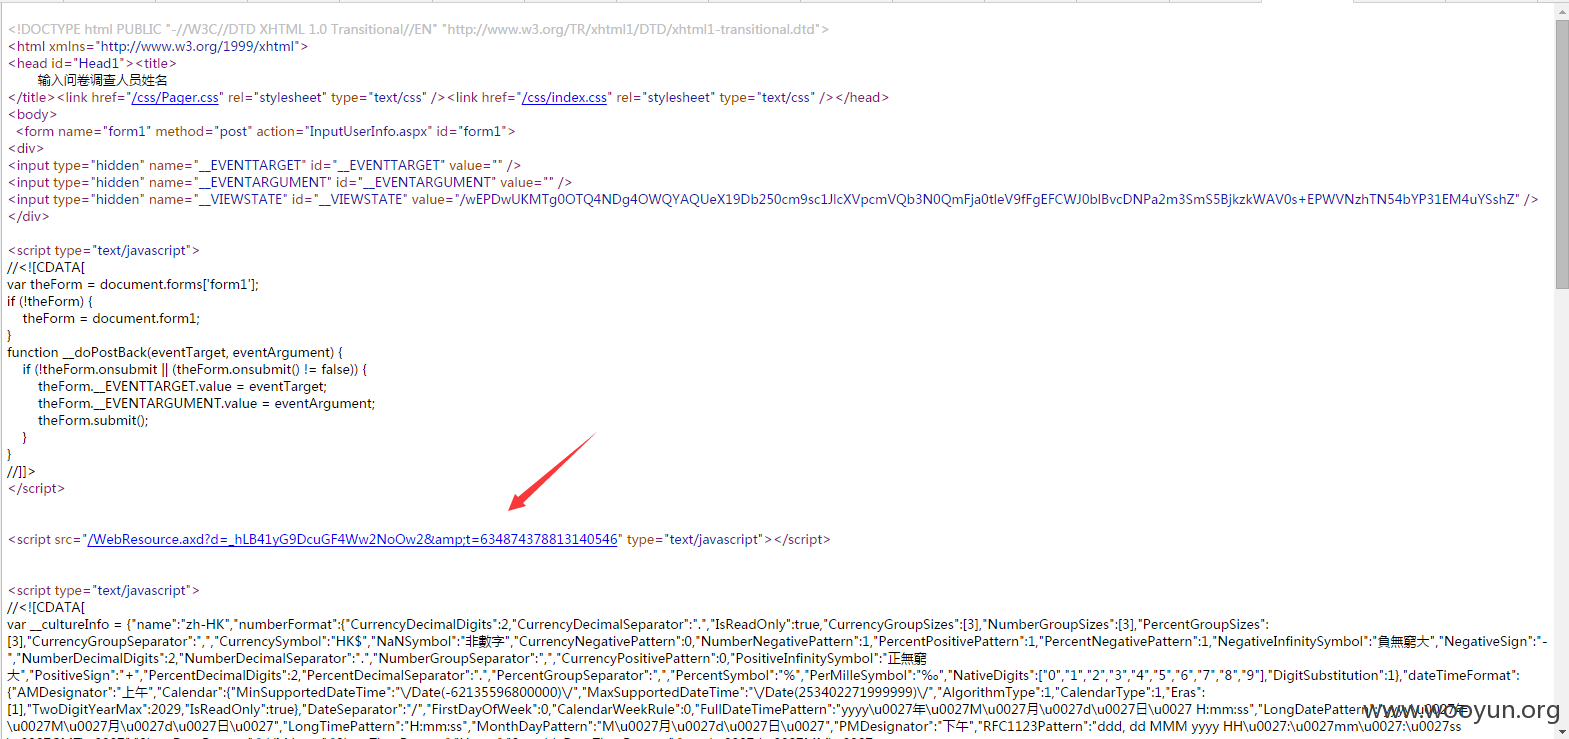 <!DOCTYPE html PUBLIC "-//W3C//DTD XHTML 1.0 Transitional//EN" "http://www.w3.org/TR/xhtml1/DTD/xhtml1-transitional.dtd">
<html xmlns="http://www.w3.org/1999/xhtml">
<head id="Head1"><title>
输入问卷调查人员姓名
</title><link href="/css/Pager.css" rel="stylesheet" type="text/css" /><link href="/css/index.css" rel="stylesheet" type="text/css" /></head>
<body>
<form name="form1" method="post" action="InputUserInfo.aspx" id="form1">
<div>
<input type="hidden" name="__EVENTTARGET" id="__EVENTTARGET" value="" />
<input type="hidden" name="__EVENTARGUMENT" id="__EVENTARGUMENT" value="" />
<input type="hidden" name="__VIEWSTATE" id="__VIEWSTATE" value="/wEPDwUKMTg0OTQ4NDg4OWQYAQUeX19Db250cm9sc1JlcXVpcmVQb3N0QmFja0tleV9fFgEFCWJ0blBvcDNPa2m3SmS5BjkzkWAV0s+EPWVNzhTN54bYP31EM4uYSshZ" />
</div>
<script type="text/javascript">
//<![CDATA[
var theForm = document.forms['form1'];
if (!theForm) {
theForm = document.form1;
}
function __doPostBack(eventTarget, eventArgument) {
if (!theForm.onsubmit || (theForm.onsubmit() != false)) {
theForm.__EVENTTARGET.value = eventTarget;
theForm.__EVENTARGUMENT.value = eventArgument;
theForm.submit();
}
}
//]]>
</script>
<script src="/WebResource.axd?d=_hLB41yG9DcuGF4Ww2NoOw2&amp;t=634874378813140546" type="text/javascript"></script>
<script type="text/javascript">
//<![CDATA[
var __cultureInfo = {"name":"zh-HK","numberFormat":{"CurrencyDecimalDigits":2,"CurrencyDecimalSeparator":".","IsReadOnly":true,"CurrencyGroupSizes":[3],"NumberGroupSizes":[3],"PercentGroupSizes":
[3],"CurrencyGroupSeparator":",","CurrencySymbol":"HK$","NaNSymbol":"非數字","CurrencyNegativePattern":0,"NumberNegativePattern":1,"PercentPositivePattern":1,"PercentNegativePattern":1,"NegativeInfinitySymbol":"負無窮大","NegativeSign":"-
","NumberDecimalDigits":2,"NumberDecimalSeparator":".","NumberGroupSeparator":",","CurrencyPositivePattern":0,"PositiveInfinitySymbol":"正無窮
大","PositiveSign":"+","PercentDecimalDigits":2,"PercentDecimalSeparator":".","PercentGroupSeparator":",","PercentSymbol":"%","PerMilleSymbol":"‰","NativeDigits":["0","1","2","3","4","5","6","7","8","9"],"DigitSubstitution":1},"dateTimeFormat":
{"AMDesignator":"上午","Calendar":{"MinSupportedDateTime":"\/Date(-62135596800000)\/","MaxSupportedDateTime":"\/Date(253402271999999)\/","AlgorithmType":1,"CalendarType":1,"Eras":
[1],"TwoDigitYearMax":2029,"IsReadOnly":true},"DateSeparator":"/","FirstDayOfWeek":0,"CalendarWeekRule":0,"FullDateTimePattern":"yyyy\u0027年\u0027M\u0027月\u0027d\u0027日\u0027 H:mm:ss","LongDatePattern":"yyyy\u0027年
\u0027M\u0027月\u0027d\u0027日\u0027","LongTimePattern":"H:mm:ss","MonthDayPattern":"M\u0027月\u0027d\u0027日\u0027","PMDesignator":"下午","RFC1123Pattern":"ddd, dd MMM yyyy HH\u0027:\u0027mm\u0027:\u0027ss
www.wooyun.org